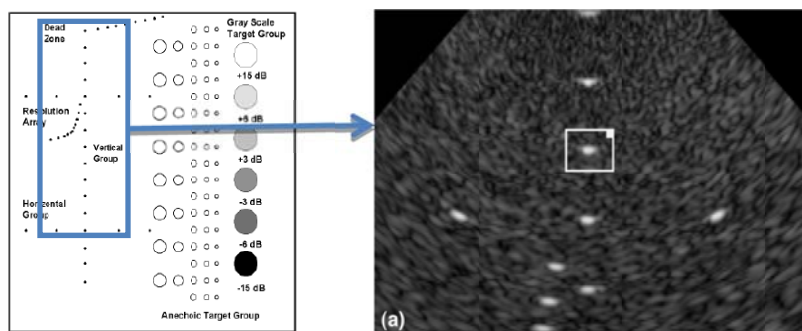 Dead
Zone
Gray Scale
Target Group
+15 dB
Resolution
Array
+6 dB
Vertical
Group
+3 dB
-3 dB
Horizontal
Group
-6 dB
-15 dB
Anechoic Target Group
(a)